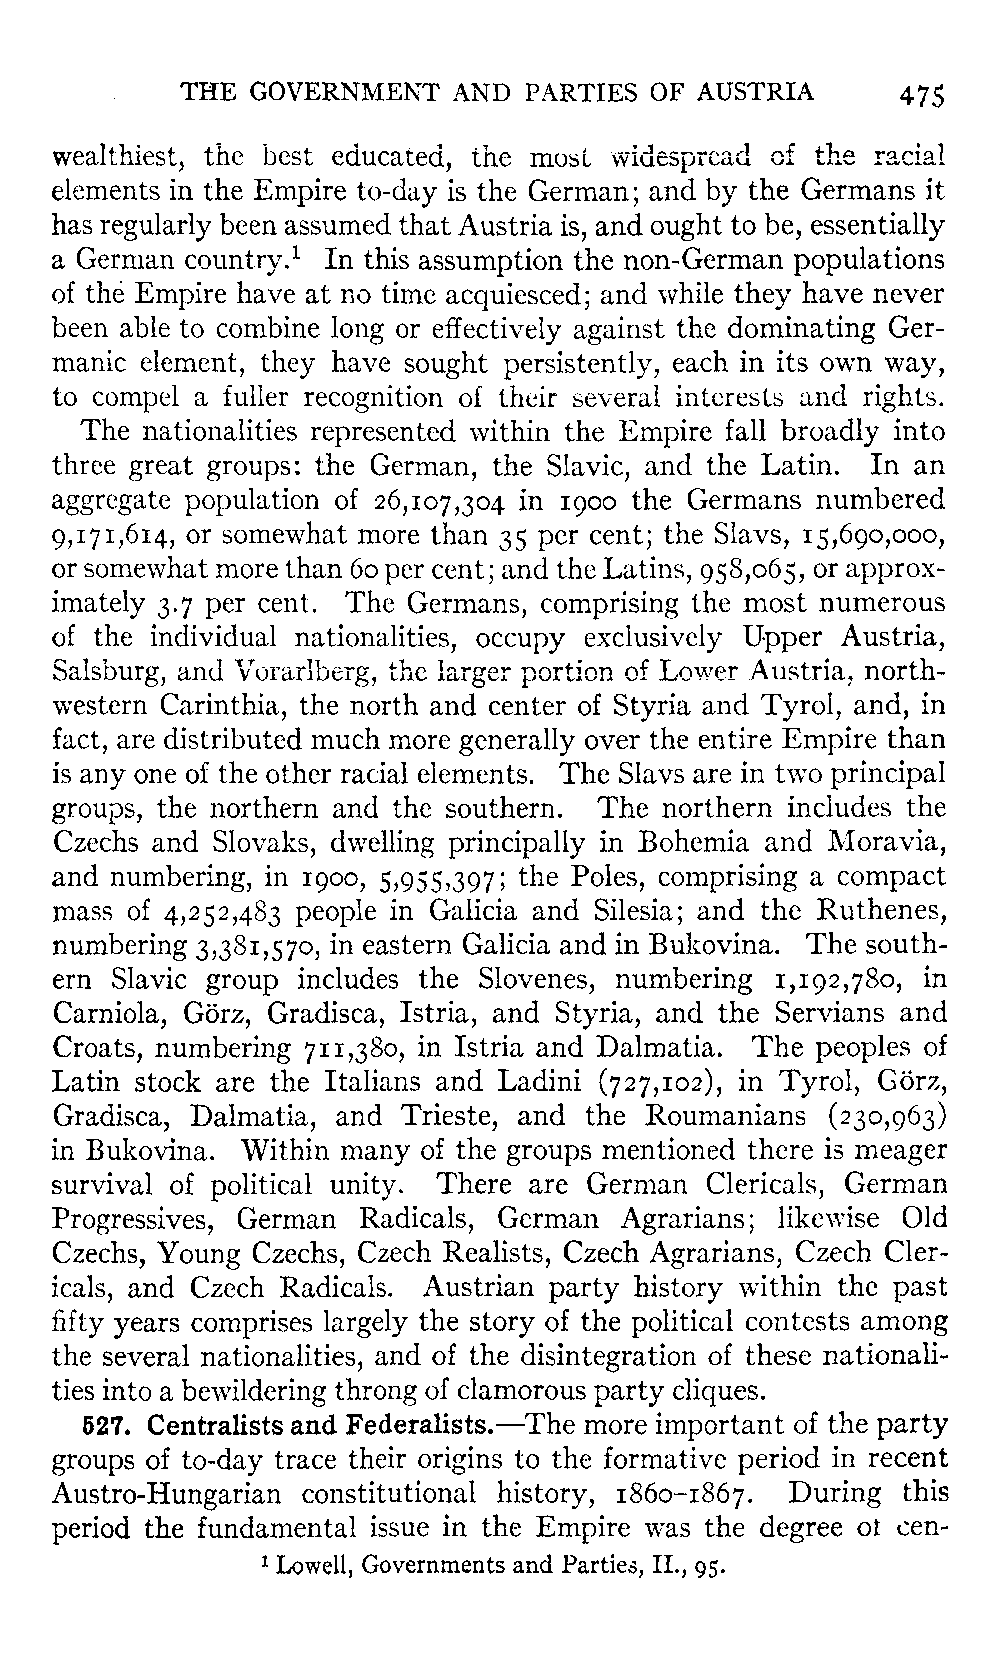 THE GOVERNMENT AND PARTIES OF AUSTRIA 475
wealthiest, the best educated, the most widespread of the racial
elements in the Empire to-day is the German; and by the Germans it
has regularly been assumed that Austria is, and ought to be, essentially
a German country.¹ In this assumption the non-German populations
of the Empire have at no time acquiesced; and while they have never
been able to combine long or effectively against the dominating Ger-
manic element, they have sought persistently, each in its own way,
to compel a fuller recognition of their several interests and rights.
The nationalities represented within the Empire fall broadly into
three great groups: the German, the Slavic, and the Latin. In an
aggregate population of 26,107,304 in 1900 the Germans numbered
9,171,614, or somewhat more than 35 per cent; the Slavs, 15,690,000,
or somewhat more than 60 per cent; and the Latins, 958,065, or approx-
imately 3.7 per cent. The Germans, comprising the most numerous
of the individual nationalities, occupy exclusively Upper Austria,
Salsburg, and Vorarlberg, the larger portion of Lower Austria, north-
western Carinthia, the north and center of Styria and Tyrol, and, in
fact, are distributed much more generally over the entire Empire than
is any one of the other racial elements. The Slavs are in two principal
groups, the northern and the southern. The northern includes the
Czechs and Slovaks, dwelling principally in Bohemia and Moravia,
and numbering, in 1900, 5,955,397; the Poles, comprising a compact
mass of 4,252,483 people in Galicia and Silesia; and the Ruthenes,
numbering 3,381,570, in eastern Galicia and in Bukovina. The south-
ern Slavic group includes the Slovenes, numbering 1,192,780, in
Carniola, Görz, Gradisca, Istria, and Styria, and the Servians and
Croats, numbering 711,380, in Istria and Dalmatia. The peoples of
Latin stock are the Italians and Ladini (727,102), in Tyrol, Görz,
Gradisca, Dalmatia, and Trieste, and the Roumanians (230,963)
in Bukovina. Within many of the groups mentioned there is meager
survival of political unity. There are German Clericals, German
Progressives, German Radicals, German Agrarians; likewise Old
Czechs, Young Czechs, Czech Realists, Czech Agrarians, Czech Cler-
icals, and Czech Radicals. Austrian party history within the past
fifty years comprises largely the story of the political contests among
the several nationalities, and of the disintegration of these nationali-
ties into a bewildering throng of clamorous party cliques.
527. Centralists and Federalists.—The more important of the party
groups of to-day trace their origins to the formative period in recent
Austro-Hungarian constitutional history, 1860–1867. During this
period the fundamental issue in the Empire was the degree of cen-
¹ Lowell, Governments and Parties, II., 95.